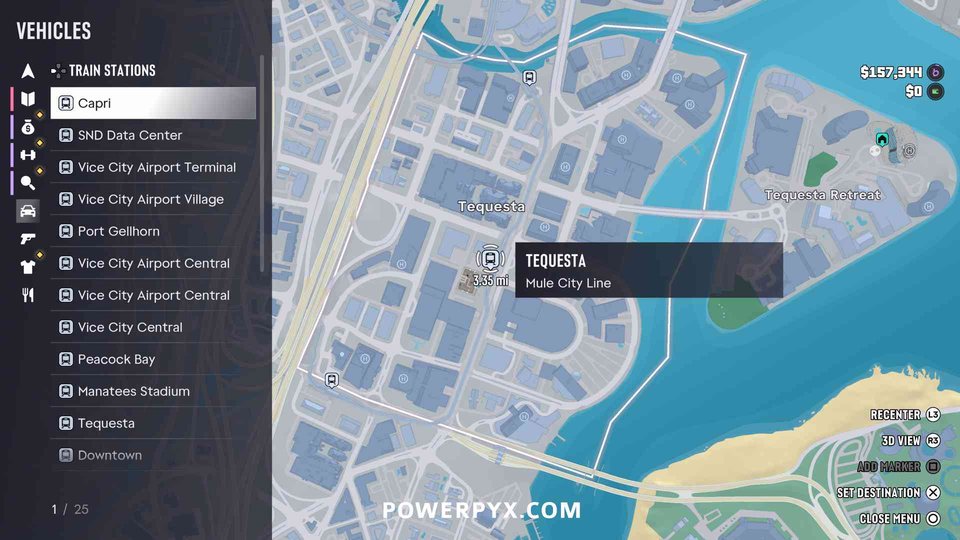 VEHICLES
TRAIN STATIONS
Capri
SND Data Center
Vice City Airport Terminal
Vice City Airport Village
Port Gellhorn
Vice City Airport Central
Vice City Airport Central
Vice City Central
Peacock Bay
Manatees Stadium
Tequesta
Downtown
1 / 25
$157,344
$0
Tequesta Retreat
Tequesta
3.35 mi
TEQUESTA
Mule City Line
RECENTER L3
3D VIEW R3
ADD MARKER
SET DESTINATION
CLOSE MENU
POWERPYX.COM